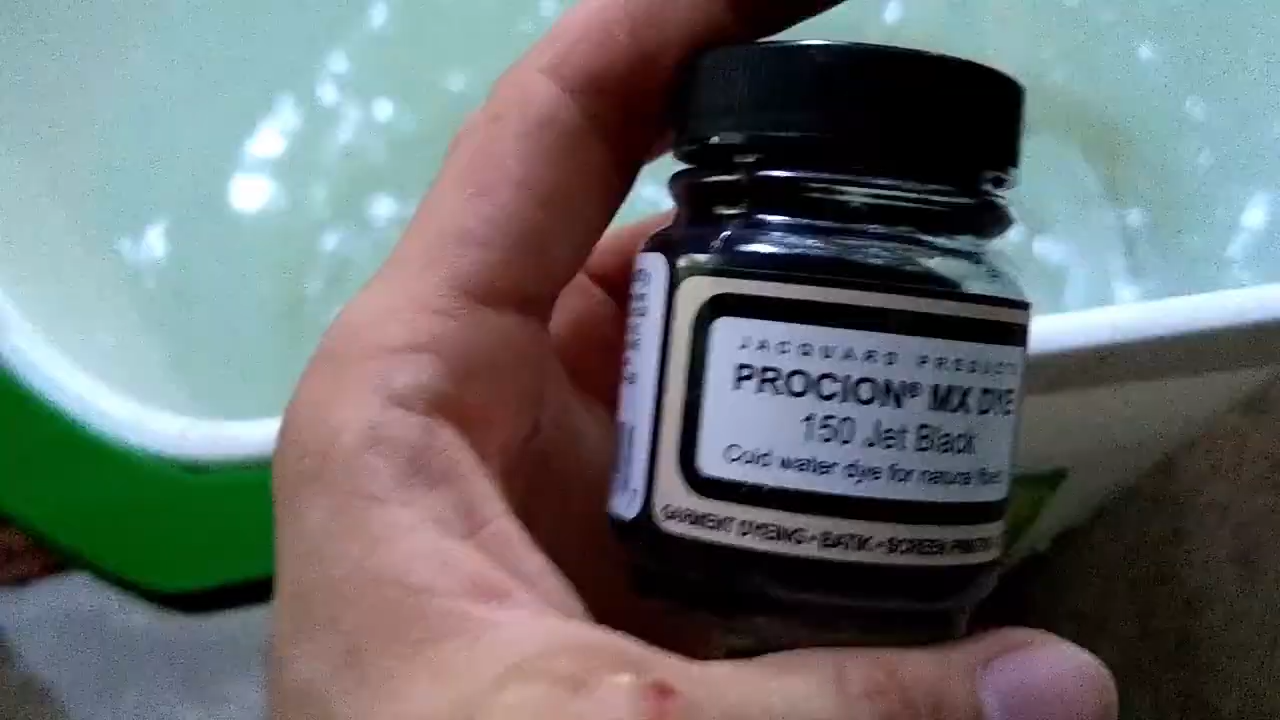 JACQUARD PRODUCTS
PROCION® MX DYE
150 Jet Black
Cold water dye for natural fibers
GARMENT DYEING • BATIK • SCREEN PRINTING